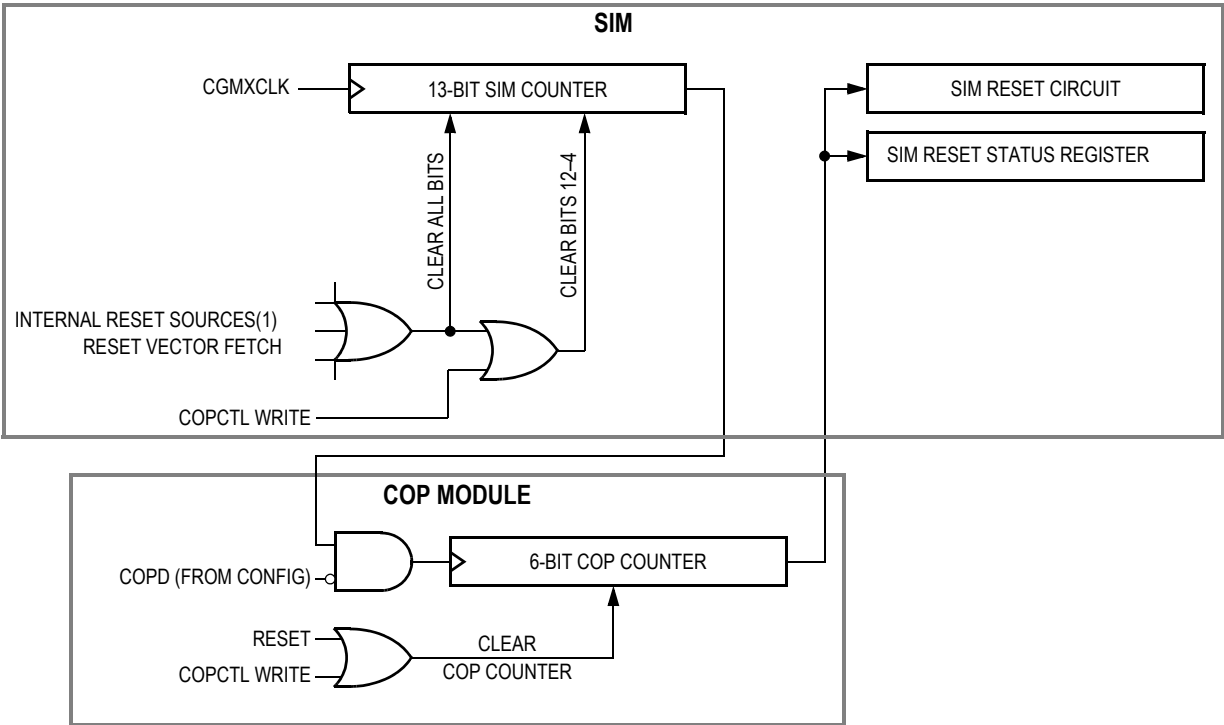 SIM
CGMXCLK
13-BIT SIM COUNTER
SIM RESET CIRCUIT
SIM RESET STATUS REGISTER
CLEAR ALL BITS
CLEAR BITS 12–4
INTERNAL RESET SOURCES(1)
RESET VECTOR FETCH
COPCTL WRITE
COP MODULE
COPD (FROM CONFIG)
6-BIT COP COUNTER
RESET
COPCTL WRITE
CLEAR
COP COUNTER